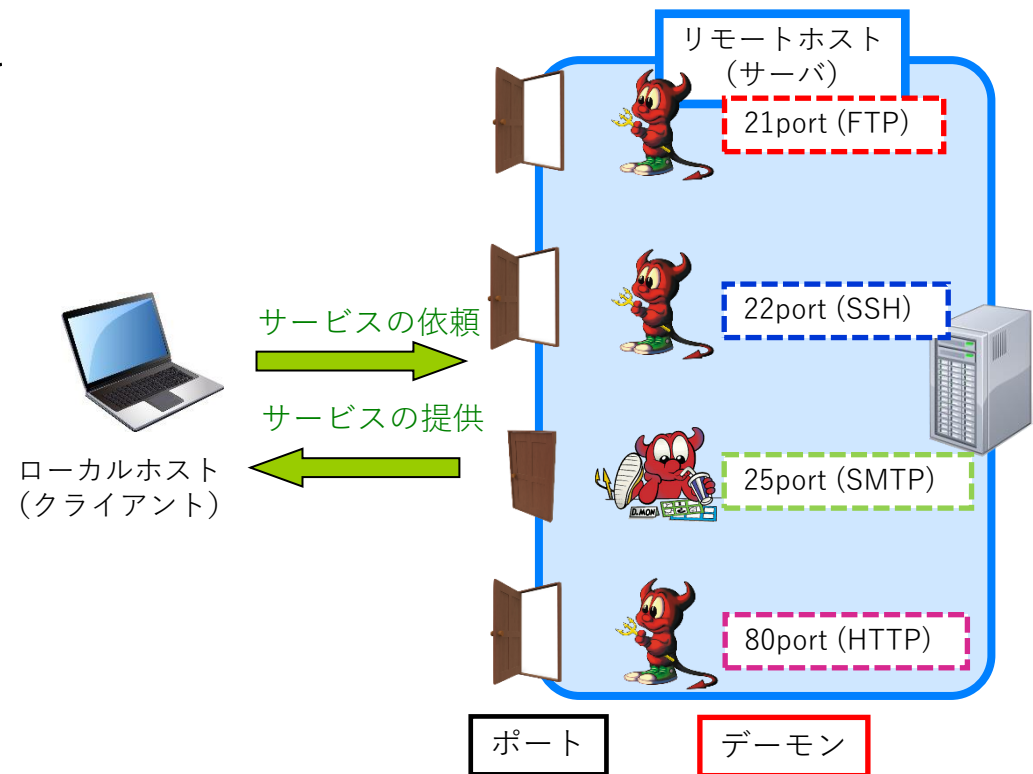 リモートホスト
（サーバ）
21port (FTP)
22port (SSH)
サービスの依頼
サービスの提供
ローカルホスト
（クライアント）
25port (SMTP)
D.MON
80port (HTTP)
ポート
デーモン